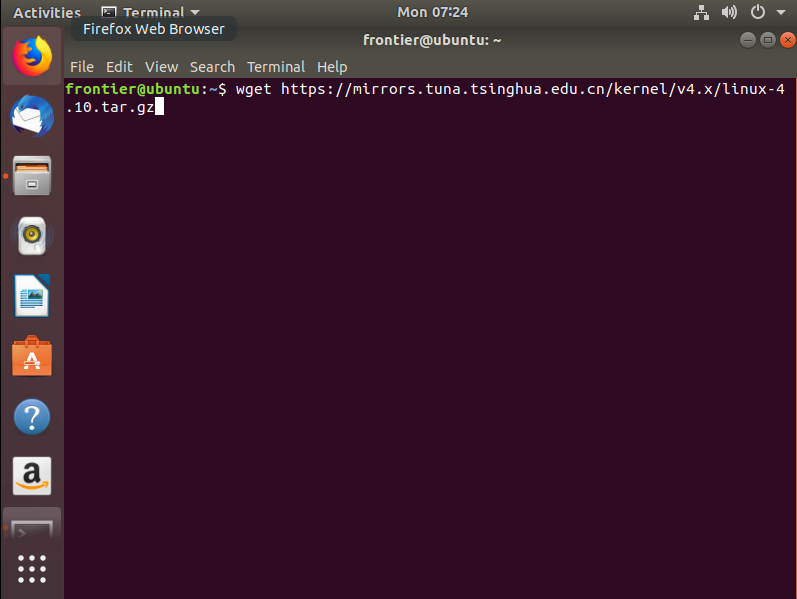 Activities Terminal Mon 07:24
Firefox Web Browser
frontier@ubuntu: ~
File Edit View Search Terminal Help
frontier@ubuntu:~$ wget https://mirrors.tuna.tsinghua.edu.cn/kernel/v4.x/linux-4
.10.tar.gz
A
?
a